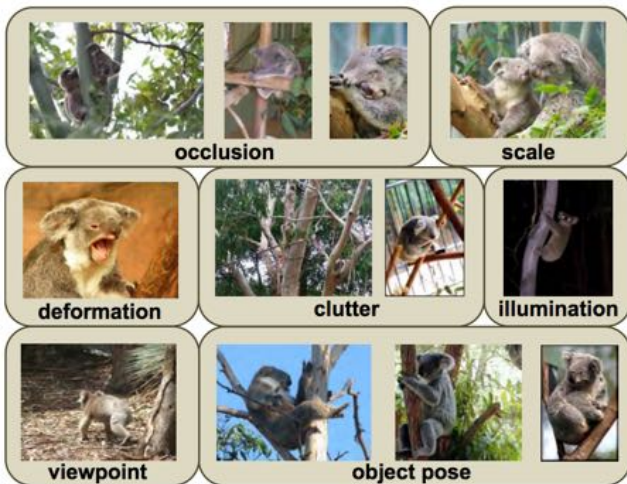 occlusion
scale
deformation
clutter
illumination
viewpoint
object pose